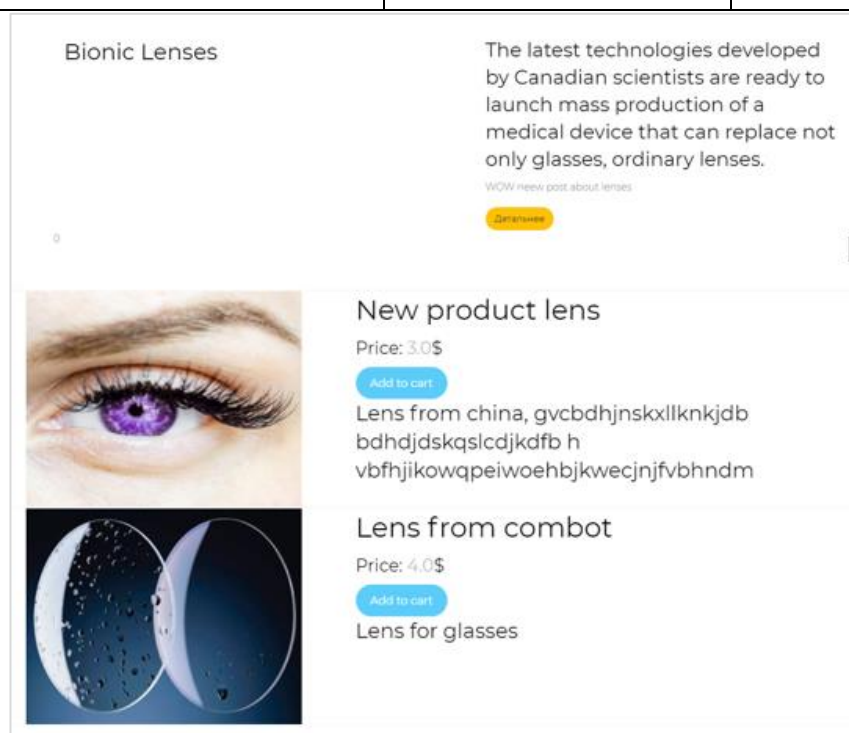 Bionic Lenses
The latest technologies developed
by Canadian scientists are ready to
launch mass production of a
medical device that can replace not
only glasses, ordinary lenses.
WOW neew post about lenses
Детальнее
0
New product lens
Price: 3.0$
Add to cart
Lens from china, gvcbdhjnskxllknkjdb
bdhdjdskqslcdjkdfb h
vbfhjikowqpeiwoehbjkwecjnjfvbhndm
Lens from combot
Price: 4.0$
Add to cart
Lens for glasses